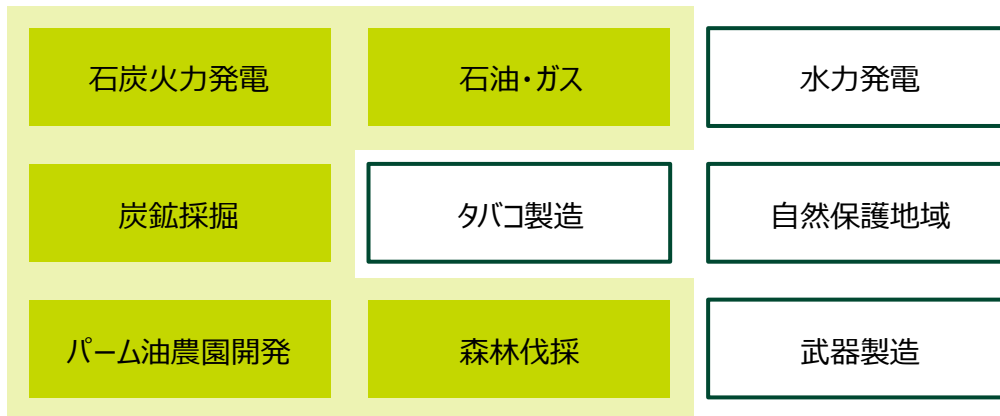 石炭火力発電
石油・ガス
水力発電
炭鉱採掘
タバコ製造
自然保護地域
パーム油農園開発
森林伐採
武器製造